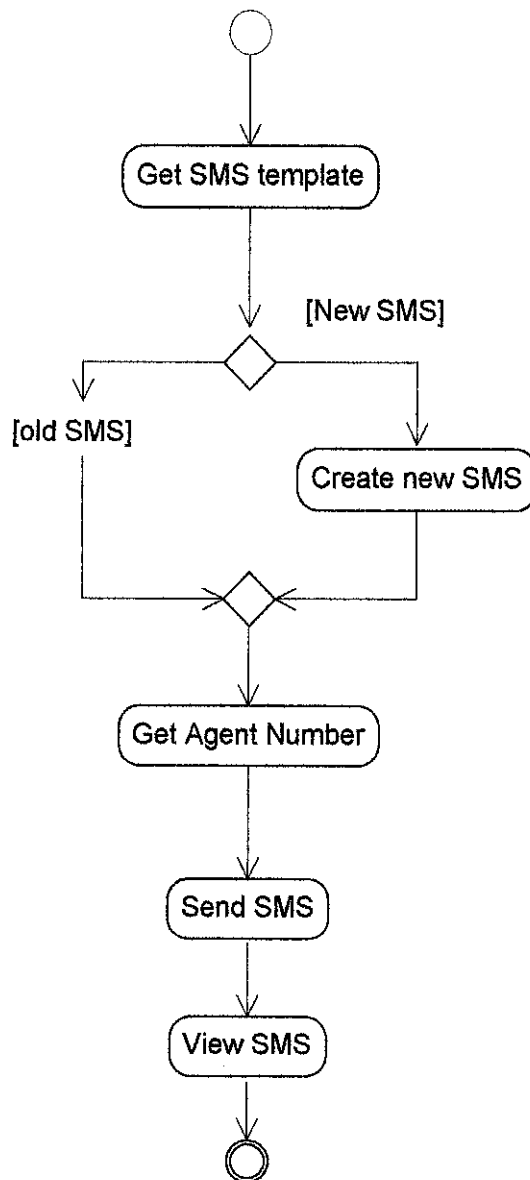 Get SMS template
[New SMS]
[old SMS]
Create new SMS
Get Agent Number
Send SMS
View SMS